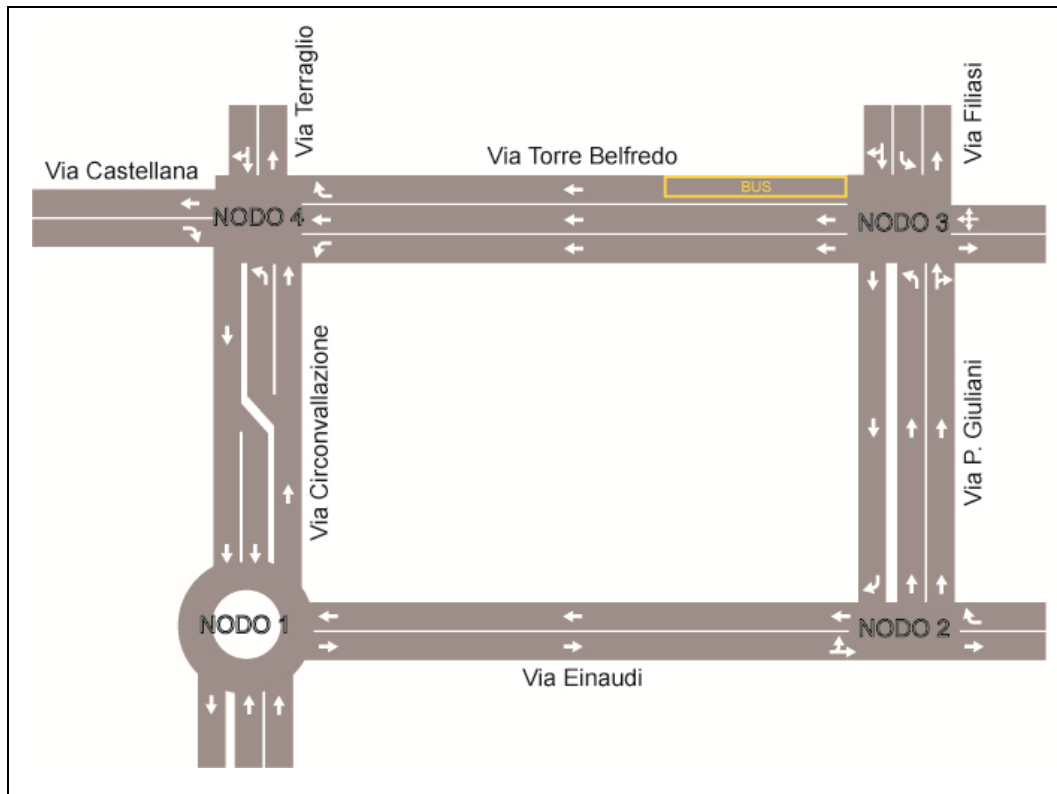 Via Terraglio
Via Filiasi
Via Castellana
Via Torre Belfredo
BUS
NODO 4
NODO 3
Via Circonvallazione
Via P. Giuliani
NODO 1
NODO 2
Via Einaudi